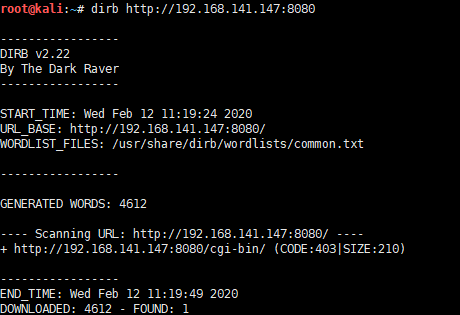 root@kali:~# dirb http://192.168.141.147:8080
-----------------
DIRB v2.22
By The Dark Raver
-----------------
START_TIME: Wed Feb 12 11:19:24 2020
URL_BASE: http://192.168.141.147:8080/
WORDLIST_FILES: /usr/share/dirb/wordlists/common.txt
-----------------
GENERATED WORDS: 4612
---- Scanning URL: http://192.168.141.147:8080/ ----
+ http://192.168.141.147:8080/cgi-bin/ (CODE:403|SIZE:210)
-----------------
END_TIME: Wed Feb 12 11:19:49 2020
DOWNLOADED: 4612 - FOUND: 1